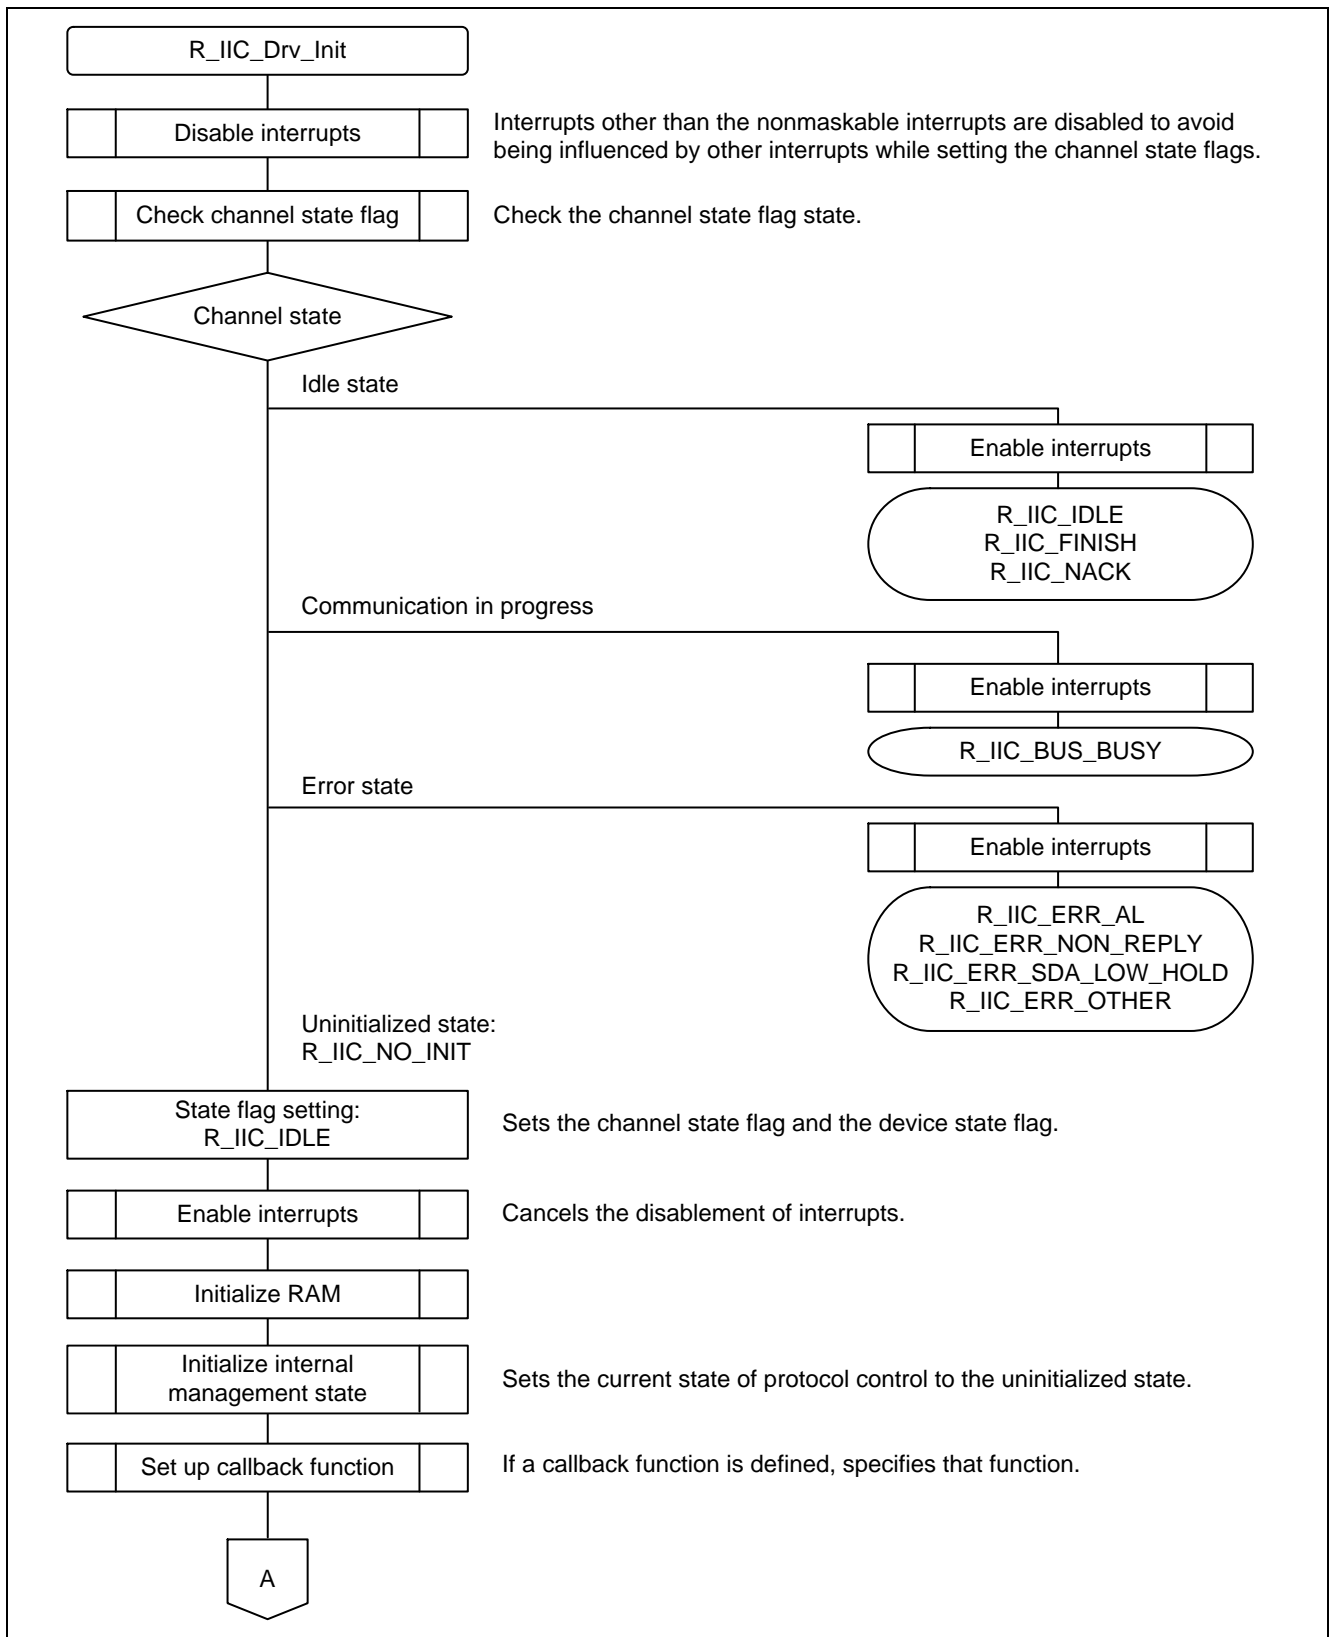 R_IIC_Drv_Init
Disable interrupts
Interrupts other than the nonmaskable interrupts are disabled to avoid
being influenced by other interrupts while setting the channel state flags.
Check channel state flag
Check the channel state flag state.
Channel state
Idle state
Enable interrupts
R_IIC_IDLE
R_IIC_FINISH
R_IIC_NACK
Communication in progress
Enable interrupts
R_IIC_BUS_BUSY
Error state
Enable interrupts
R_IIC_ERR_AL
R_IIC_ERR_NON_REPLY
R_IIC_ERR_SDA_LOW_HOLD
R_IIC_ERR_OTHER
Uninitialized state:
R_IIC_NO_INIT
State flag setting:
R_IIC_IDLE
Sets the channel state flag and the device state flag.
Enable interrupts
Cancels the disablement of interrupts.
Initialize RAM
Initialize internal
management state
Sets the current state of protocol control to the uninitialized state.
Set up callback function
If a callback function is defined, specifies that function.
A